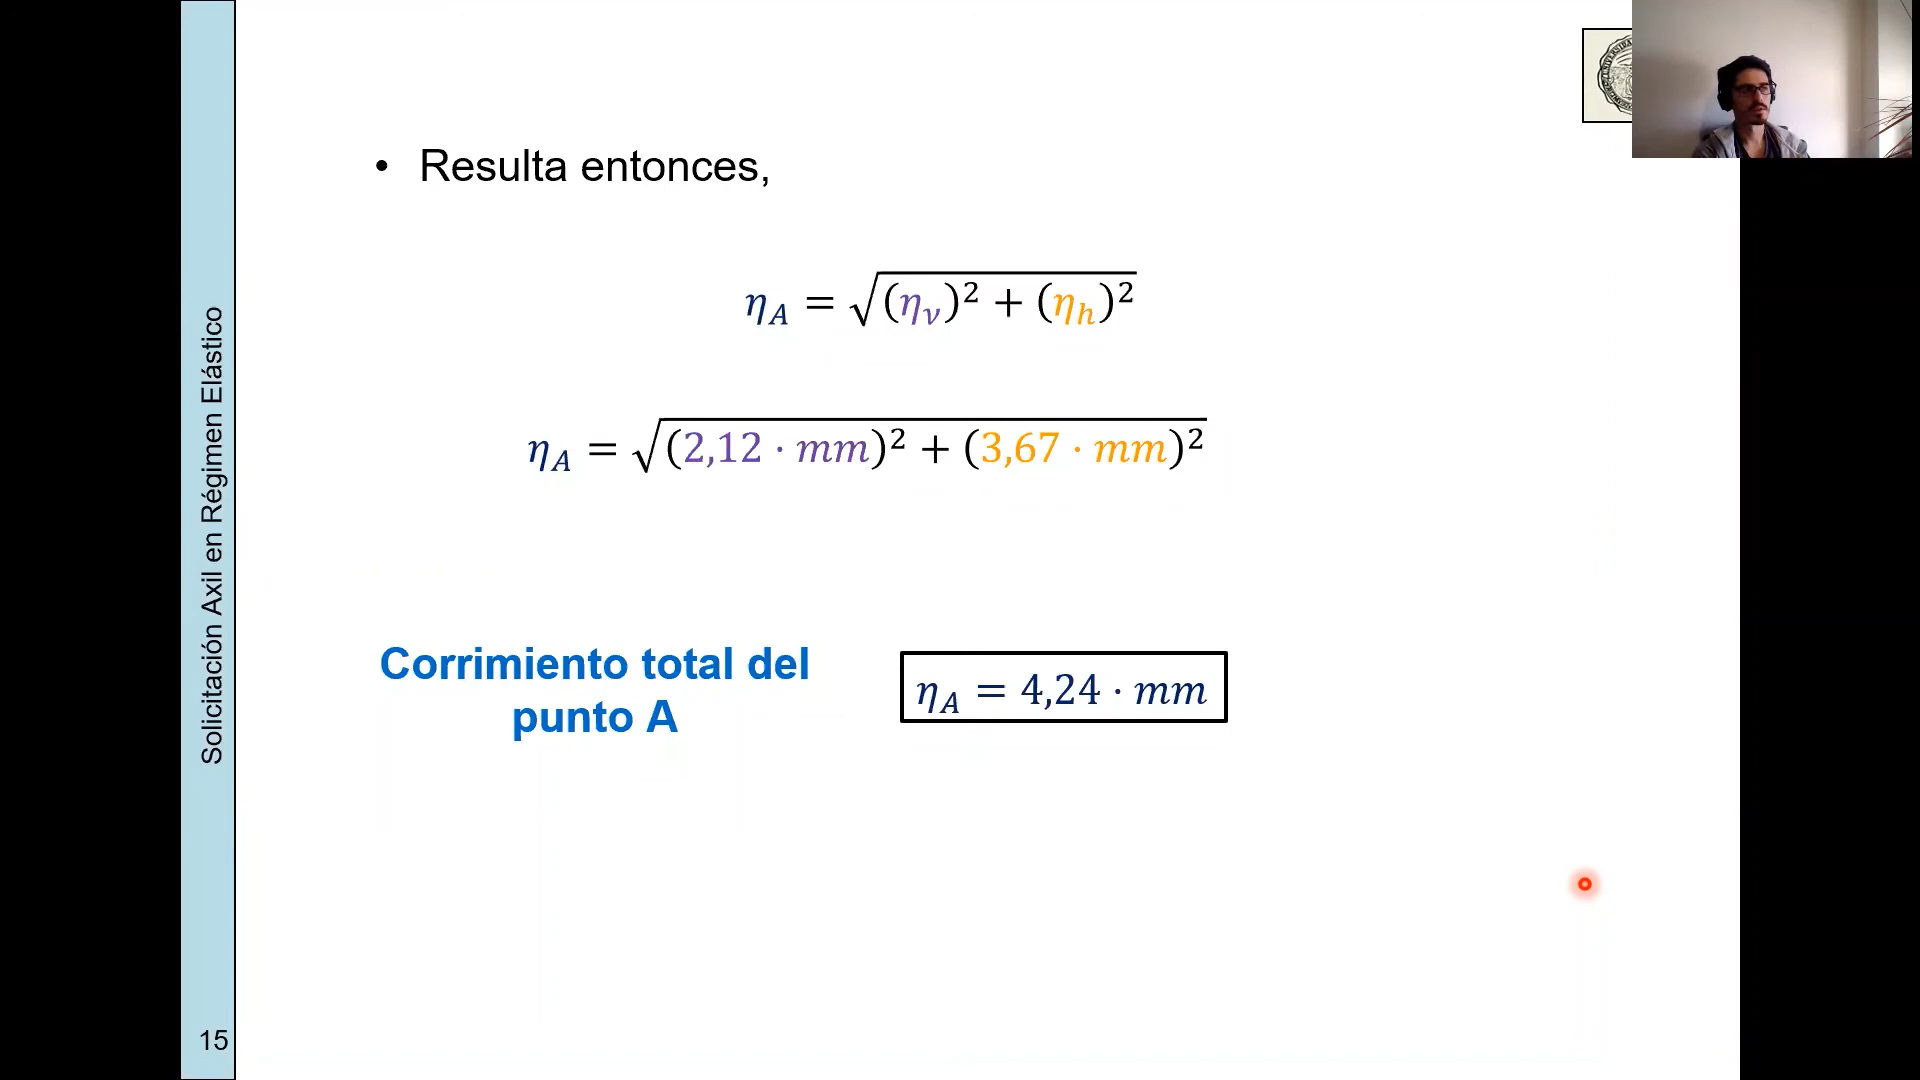 • Resulta entonces,
η_A = √((η_v)² + (η_h)²)
η_A = √((2,12 · mm)² + (3,67 · mm)²)
Corrimiento total del
punto A
η_A = 4,24 · mm
Solicitación Axil en Régimen Elástico
15